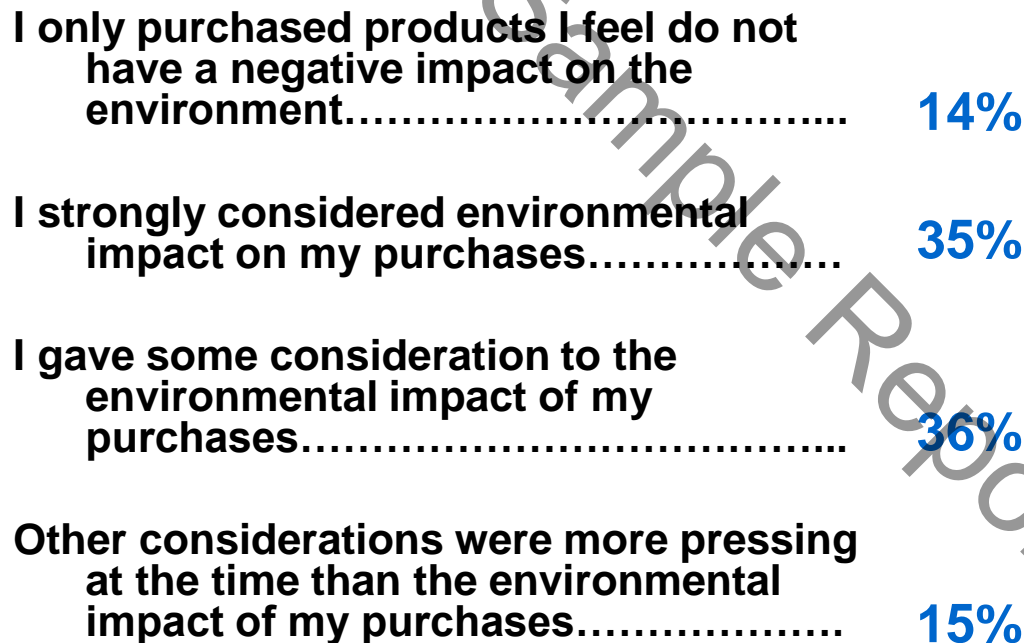 I only purchased products I feel do not
have a negative impact on the
environment…………………………….... 14%
I strongly considered environmental
impact on my purchases……………… 35%
I gave some consideration to the
environmental impact of my
purchases………………………………... 36%
Other considerations were more pressing
at the time than the environmental
impact of my purchases………………. 15%
Sample Repo